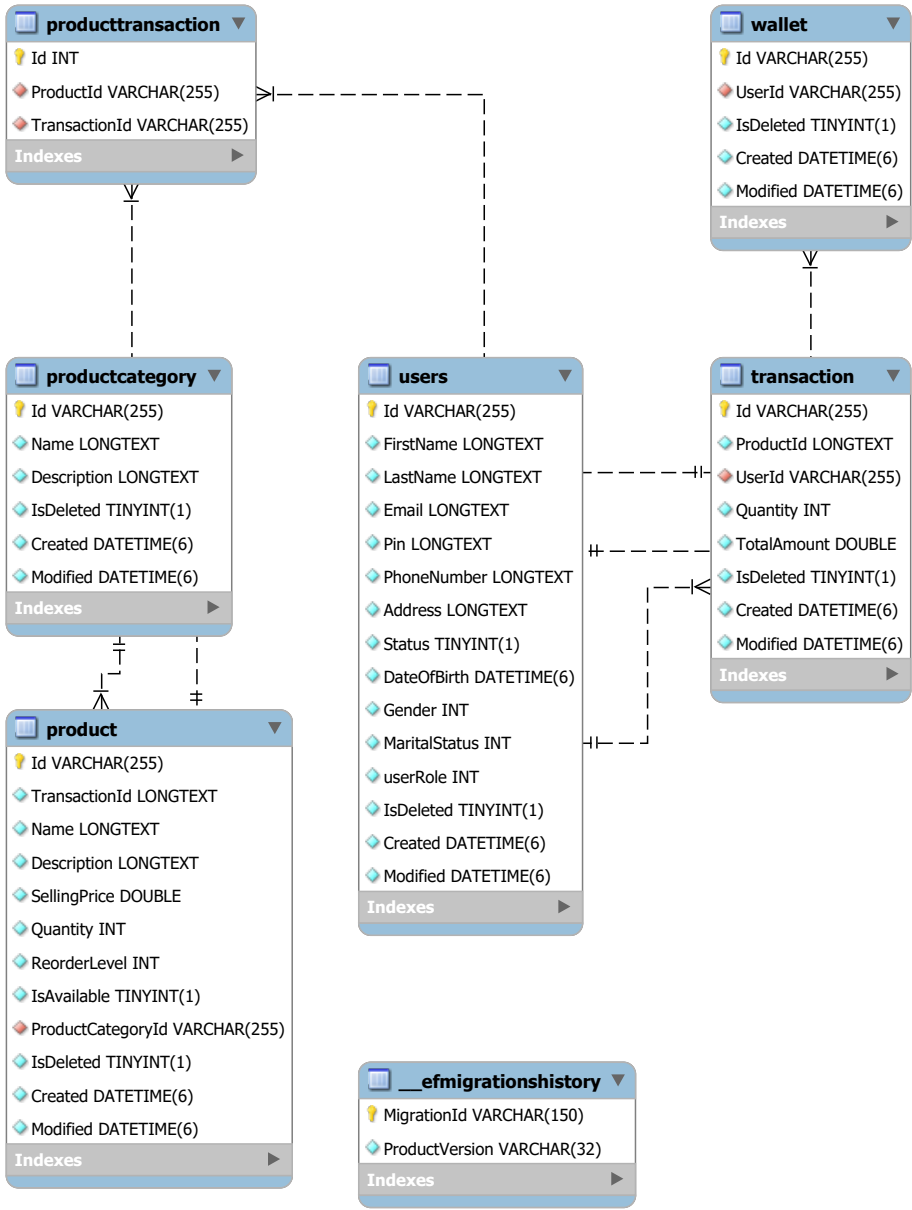 producttransaction
Id INT
ProductId VARCHAR(255)
TransactionId VARCHAR(255)
Indexes
wallet
Id VARCHAR(255)
UserId VARCHAR(255)
IsDeleted TINYINT(1)
Created DATETIME(6)
Modified DATETIME(6)
Indexes
productcategory
Id VARCHAR(255)
Name LONGTEXT
Description LONGTEXT
IsDeleted TINYINT(1)
Created DATETIME(6)
Modified DATETIME(6)
Indexes
users
Id VARCHAR(255)
FirstName LONGTEXT
LastName LONGTEXT
Email LONGTEXT
Pin LONGTEXT
PhoneNumber LONGTEXT
Address LONGTEXT
Status TINYINT(1)
DateOfBirth DATETIME(6)
Gender INT
MaritalStatus INT
userRole INT
IsDeleted TINYINT(1)
Created DATETIME(6)
Modified DATETIME(6)
Indexes
transaction
Id VARCHAR(255)
ProductId LONGTEXT
UserId VARCHAR(255)
Quantity INT
TotalAmount DOUBLE
IsDeleted TINYINT(1)
Created DATETIME(6)
Modified DATETIME(6)
Indexes
product
Id VARCHAR(255)
TransactionId LONGTEXT
Name LONGTEXT
Description LONGTEXT
SellingPrice DOUBLE
Quantity INT
ReorderLevel INT
IsAvailable TINYINT(1)
ProductCategoryId VARCHAR(255)
IsDeleted TINYINT(1)
Created DATETIME(6)
Modified DATETIME(6)
Indexes
__efmigrationshistory
MigrationId VARCHAR(150)
ProductVersion VARCHAR(32)
Indexes